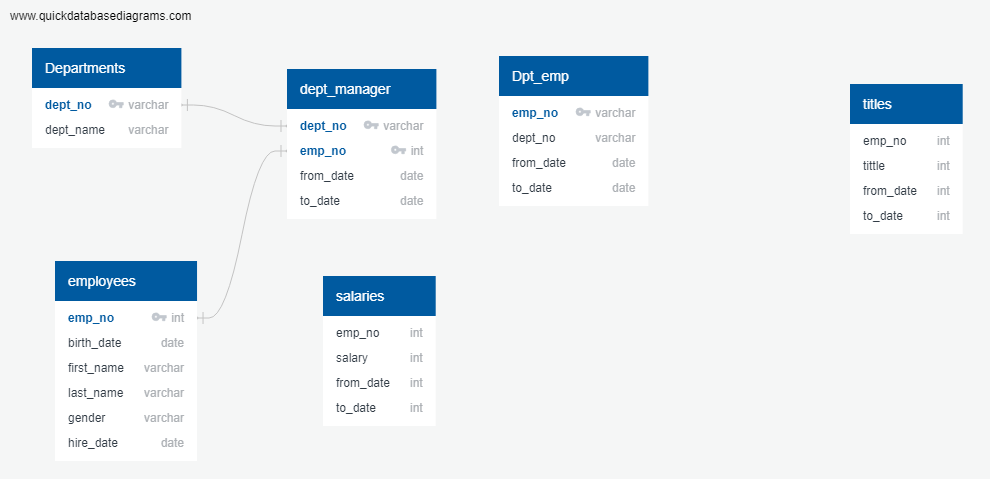 www.quickdatabasediagrams.com
Departments
dept_no varchar
dept_name varchar
dept_manager
dept_no varchar
emp_no int
from_date date
to_date date
Dpt_emp
emp_no varchar
dept_no varchar
from_date date
to_date date
titles
emp_no int
tittle int
from_date int
to_date int
employees
emp_no int
birth_date date
first_name varchar
last_name varchar
gender varchar
hire_date date
salaries
emp_no int
salary int
from_date int
to_date int